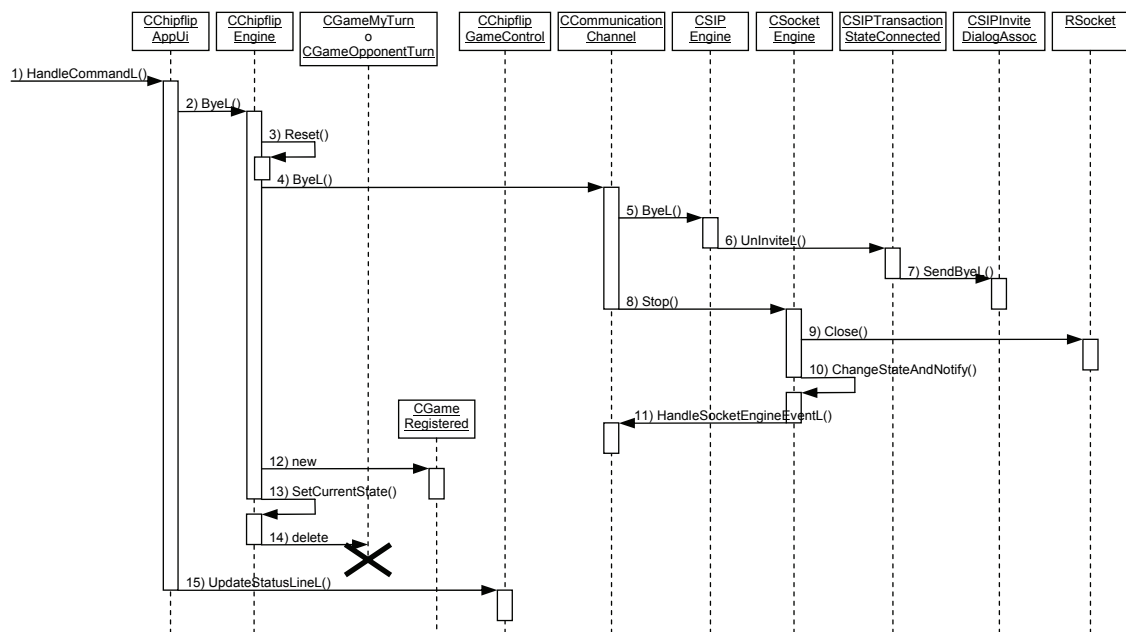 CChipflip
AppUi
CChipflip
Engine
CGameMyTurn
o
CGameOpponentTurn
CChipflip
GameControl
CCommunication
Channel
CSIP
Engine
CSocket
Engine
CSIPTransaction
StateConnected
CSIPInvite
DialogAssoc
RSocket
1) HandleCommandL()
2) ByeL()
3) Reset()
4) ByeL()
5) ByeL()
6) UnInviteL()
7) SendByeL()
8) Stop()
9) Close()
10) ChangeStateAndNotify()
CGame
Registered
11) HandleSocketEngineEventL()
12) new
13) SetCurrentState()
14) delete
15) UpdateStatusLineL()